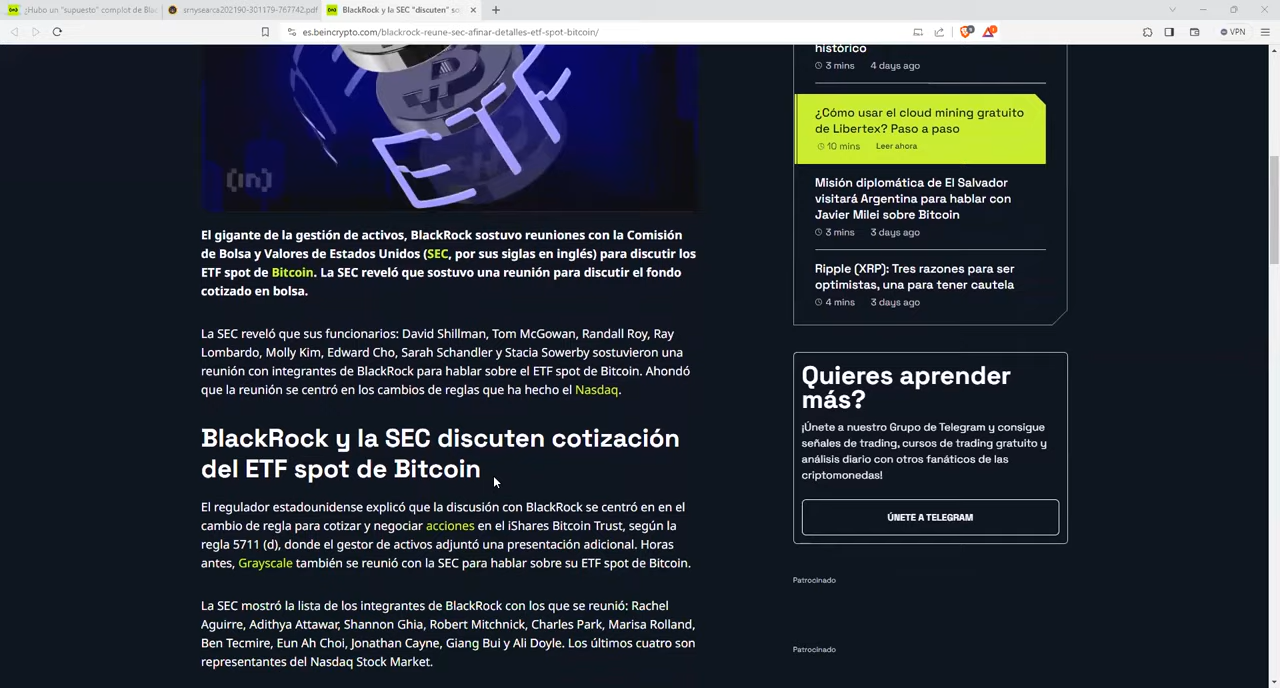 ¿Hubo un "supuesto" complot de Bla
srnysearca202190-301179-767742.pdf
BlackRock y la SEC "discuten" so
es.beincrypto.com/blackrock-reune-sec-afinar-detalles-etf-spot-bitcoin/
VPN
ETF
(in)
El gigante de la gestión de activos, BlackRock sostuvo reuniones con la Comisión
de Bolsa y Valores de Estados Unidos (SEC, por sus siglas en inglés) para discutir los
ETF spot de Bitcoin. La SEC reveló que sostuvo una reunión para discutir el fondo
cotizado en bolsa.
La SEC reveló que sus funcionarios: David Shillman, Tom McGowan, Randall Roy, Ray
Lombardo, Molly Kim, Edward Cho, Sarah Schandler y Stacia Sowerby sostuvieron una
reunión con integrantes de BlackRock para hablar sobre el ETF spot de Bitcoin. Ahondó
que la reunión se centró en los cambios de reglas que ha hecho el Nasdaq.
BlackRock y la SEC discuten cotización
del ETF spot de Bitcoin
El regulador estadounidense explicó que la discusión con BlackRock se centró en en el
cambio de regla para cotizar y negociar acciones en el iShares Bitcoin Trust, según la
regla 5711 (d), donde el gestor de activos adjuntó una presentación adicional. Horas
antes, Grayscale también se reunió con la SEC para hablar sobre su ETF spot de Bitcoin.
La SEC mostró la lista de los integrantes de BlackRock con los que se reunió: Rachel
Aguirre, Adithya Attawar, Shannon Ghia, Robert Mitchnick, Charles Park, Marisa Rolland,
Ben Tecmire, Eun Ah Choi, Jonathan Cayne, Giang Bui y Ali Doyle. Los últimos cuatro son
representantes del Nasdaq Stock Market.
histórico
3 mins 4 days ago
¿Cómo usar el cloud mining gratuito
de Libertex? Paso a paso
10 mins Leer ahora
Misión diplomática de El Salvador
visitará Argentina para hablar con
Javier Milei sobre Bitcoin
3 mins 3 days ago
Ripple (XRP): Tres razones para ser
optimistas, una para tener cautela
4 mins 3 days ago
Quieres aprender
más?
¡Únete a nuestro Grupo de Telegram y consigue
señales de trading, cursos de trading gratuito y
análisis diario con otros fanáticos de las
criptomonedas!
ÚNETE A TELEGRAM
Patrocinado
Patrocinado